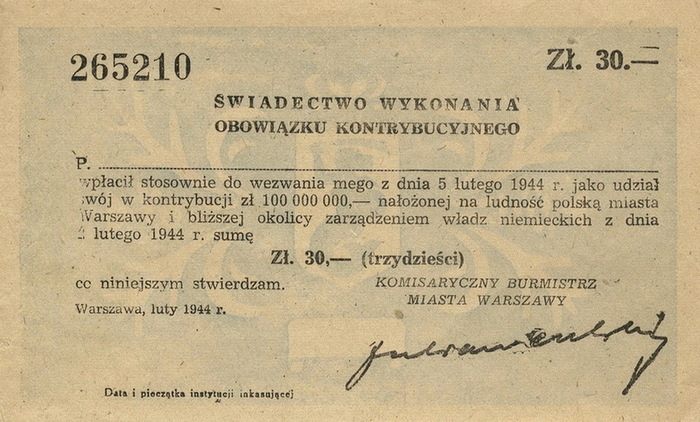 265210
Zł. 30.—
ŚWIADECTWO WYKONANIA
OBOWIĄZKU KONTRYBUCYJNEGO
P.
wpłacił stosownie do wezwania mego z dnia 5 lutego 1944 r. jako udział
swój w kontrybucji zł 100 000 000,— nałożonej na ludność polską miasta
Warszawy i bliższej okolicy zarządzeniem władz niemieckich z dnia
lutego 1944 r. sumę
Zł. 30,— (trzydzieści)
co niniejszym stwierdzam.
KOMISARYCZNY BURMISTRZ
MIASTA WARSZAWY
Warszawa, luty 1944 r.
Data i pieczątka instytucji inkasującej